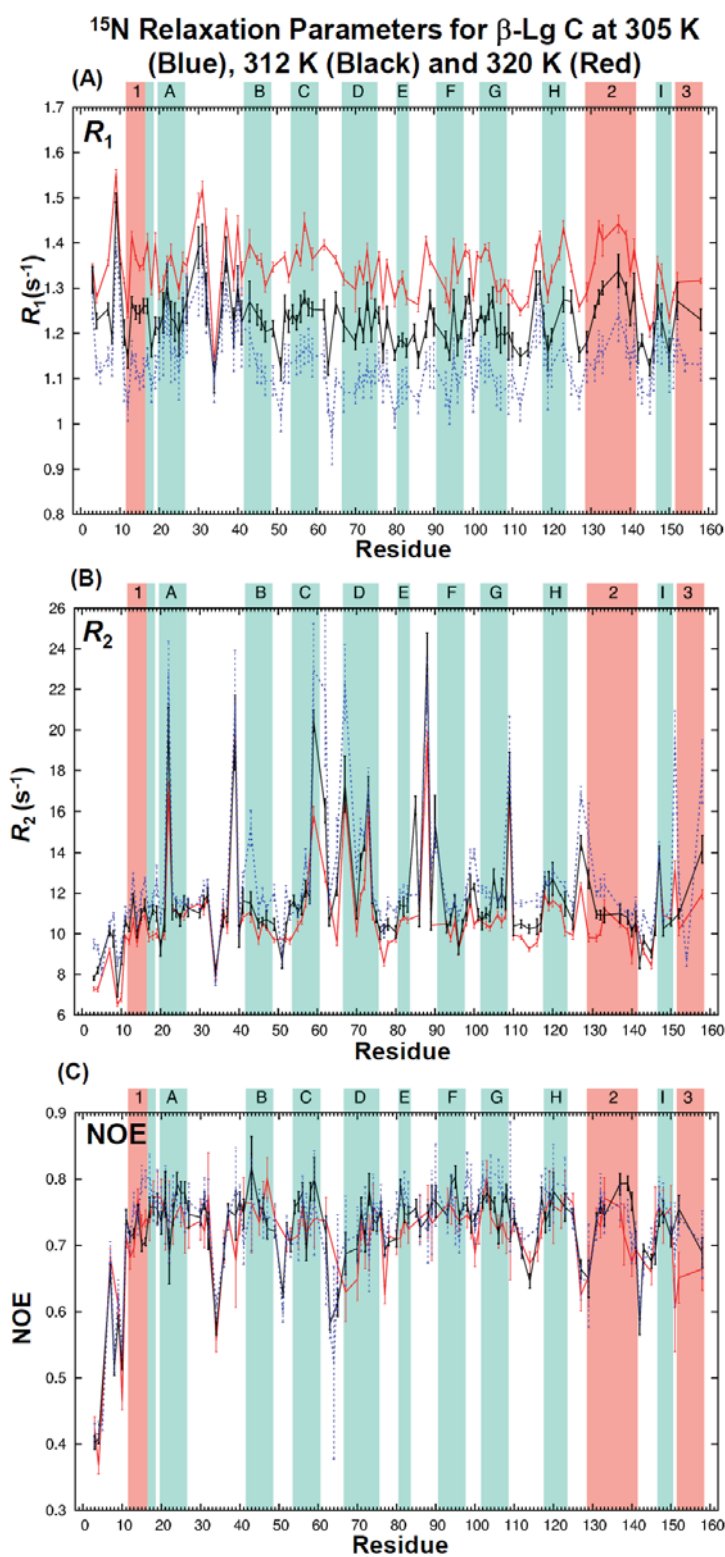 ¹⁵N Relaxation Parameters for β-Lg C at 305 K
(Blue), 312 K (Black) and 320 K (Red)
(A)
1 A B C D E F G H 2 I 3
R₁
1.7
1.6
1.5
1.4
1.3
1.2
1.1
1
0.9
0.8
R₁(s⁻¹)
0 10 20 30 40 50 60 70 80 90 100 110 120 130 140 150 160
Residue
(B)
1 A B C D E F G H 2 I 3
R₂
26
24
22
20
18
16
14
12
10
8
6
R₂ (s⁻¹)
0 10 20 30 40 50 60 70 80 90 100 110 120 130 140 150 160
Residue
(C)
1 A B C D E F G H 2 I 3
NOE
0.9
0.8
0.7
0.6
0.5
0.4
0.3
NOE
0 10 20 30 40 50 60 70 80 90 100 110 120 130 140 150 160
Residue